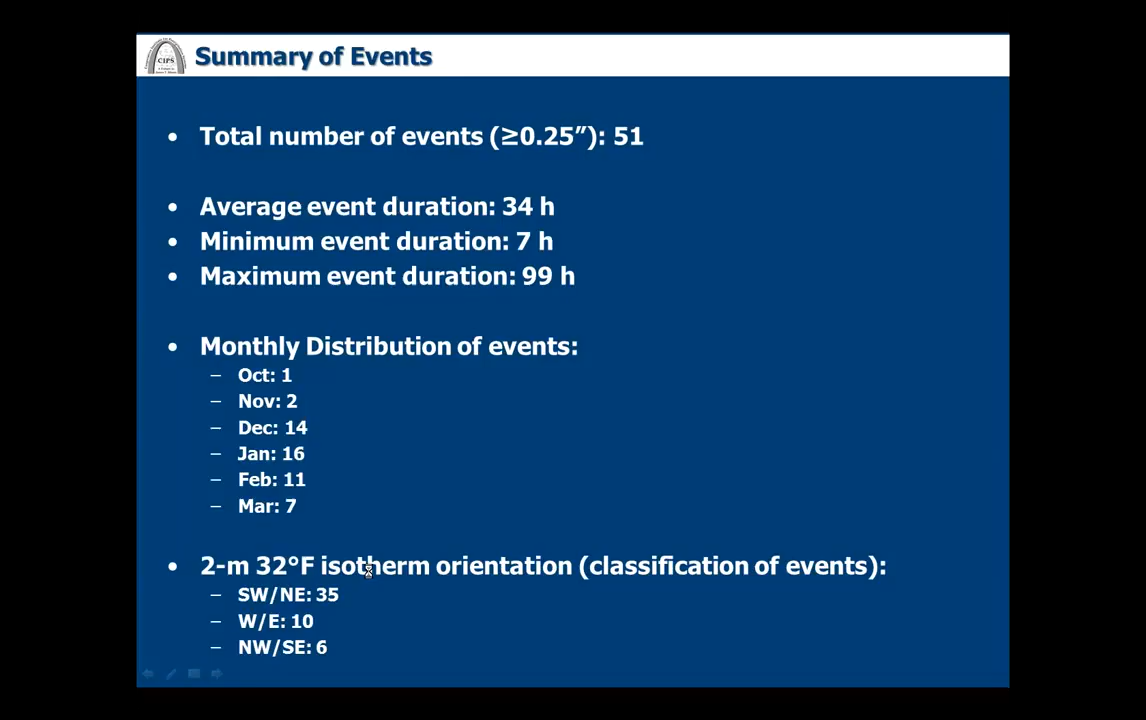 CIPS
Summary of Events
• Total number of events (≥0.25″): 51
• Average event duration: 34 h
• Minimum event duration: 7 h
• Maximum event duration: 99 h
• Monthly Distribution of events:
– Oct: 1
– Nov: 2
– Dec: 14
– Jan: 16
– Feb: 11
– Mar: 7
• 2-m 32°F isotherm orientation (classification of events):
– SW/NE: 35
– W/E: 10
– NW/SE: 6